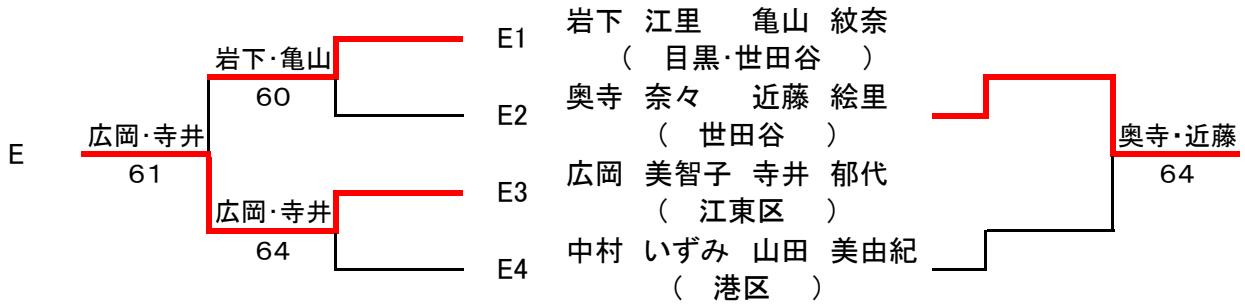 E
広岡・寺井
61
岩下・亀山
60
広岡・寺井
64
E1 岩下 江里 亀山 紋奈
( 目黒・世田谷 )
E2 奥寺 奈々 近藤 絵里
( 世田谷 )
E3 広岡 美智子 寺井 郁代
( 江東区 )
E4 中村 いずみ 山田 美由紀
( 港区 )
奥寺・近藤
64